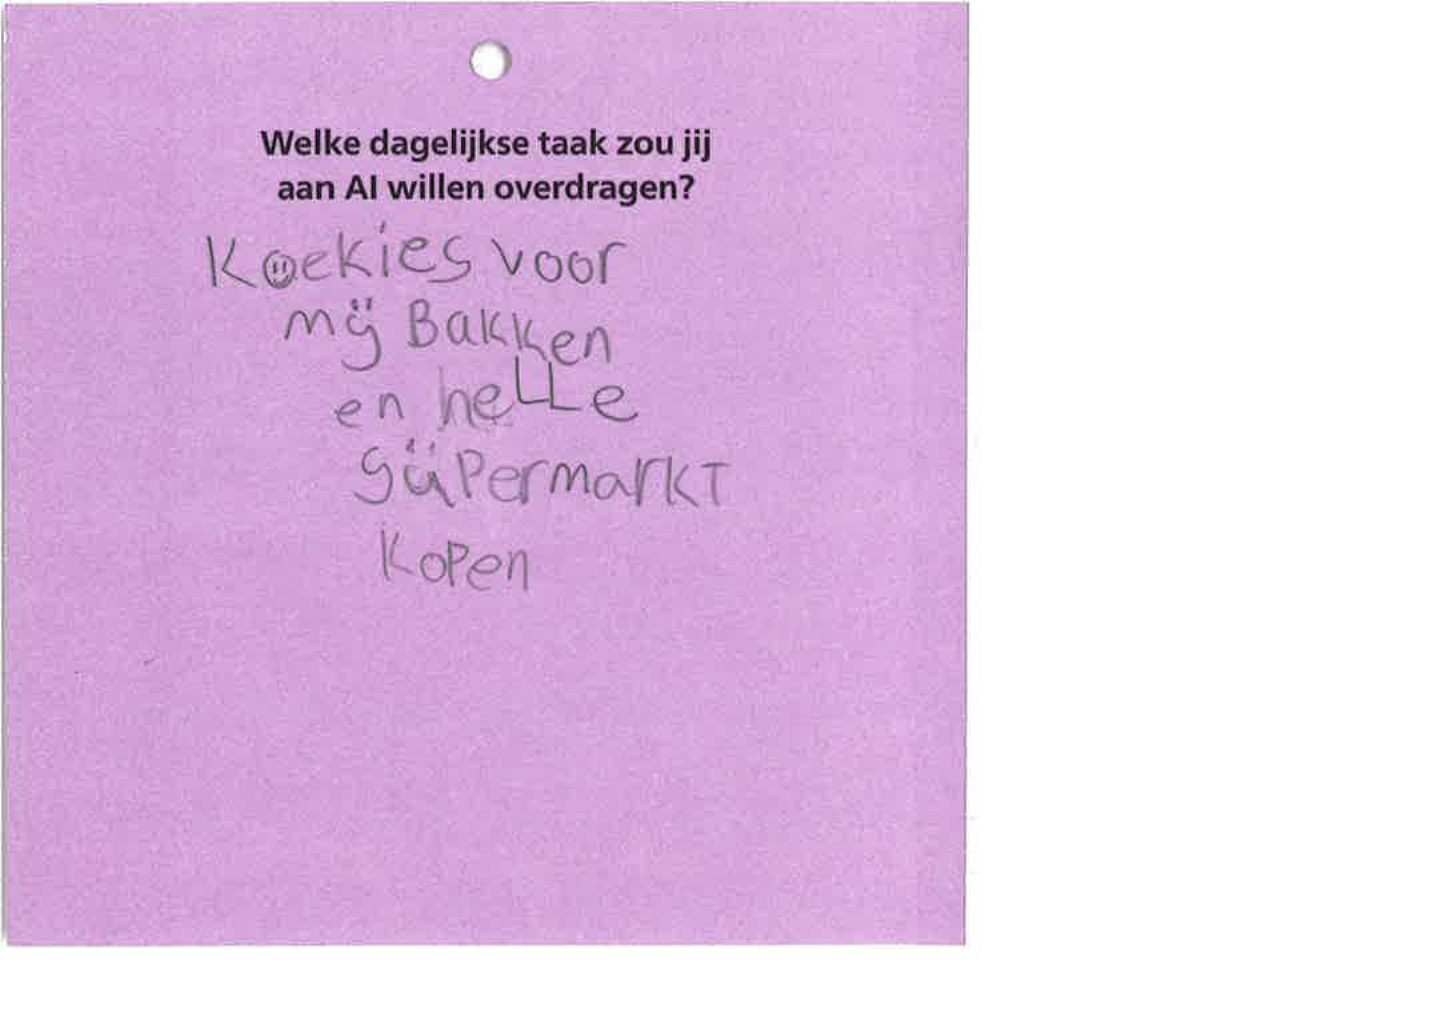 Welke dagelijkse taak zou jij
aan AI willen overdragen?
Koekies voor
mÿ Bakken
en heLLe
süPermarkT
Kopen